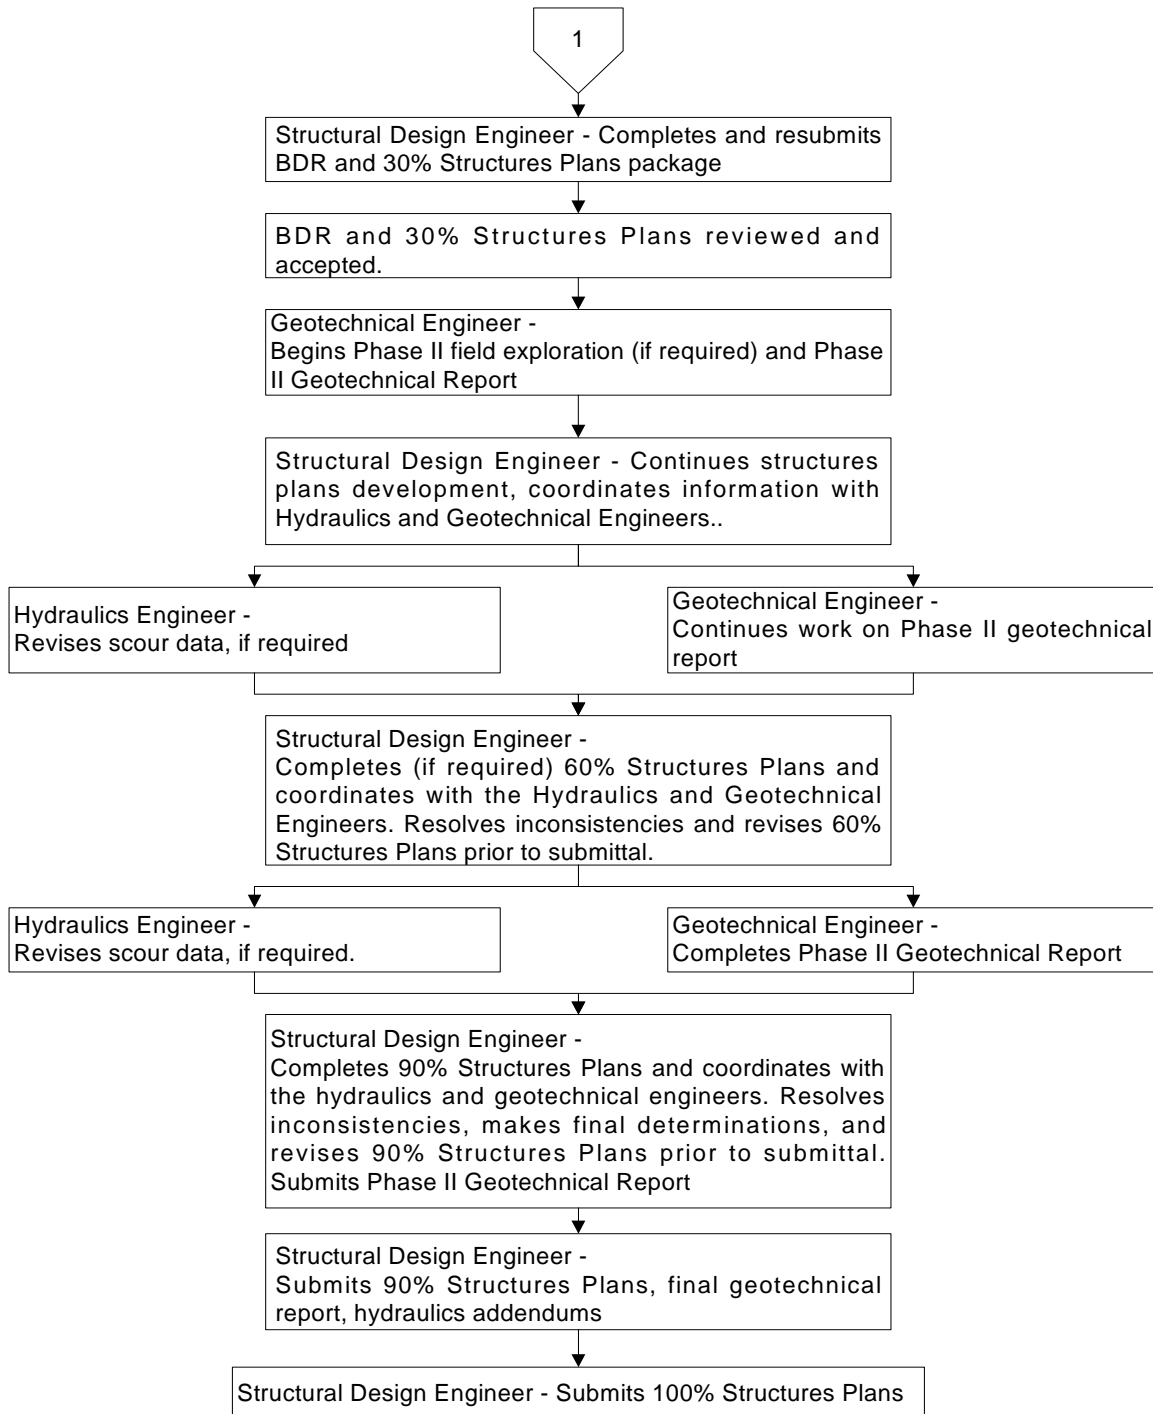 1
Structural Design Engineer - Completes and resubmits
BDR and 30% Structures Plans package
BDR and 30% Structures Plans reviewed and
accepted.
Geotechnical Engineer -
Begins Phase II field exploration (if required) and Phase
II Geotechnical Report
Structural Design Engineer - Continues structures
plans development, coordinates information with
Hydraulics and Geotechnical Engineers..
Hydraulics Engineer -
Revises scour data, if required
Geotechnical Engineer -
Continues work on Phase II geotechnical
report
Structural Design Engineer -
Completes (if required) 60% Structures Plans and
coordinates with the Hydraulics and Geotechnical
Engineers. Resolves inconsistencies and revises 60%
Structures Plans prior to submittal.
Hydraulics Engineer -
Revises scour data, if required.
Geotechnical Engineer -
Completes Phase II Geotechnical Report
Structural Design Engineer -
Completes 90% Structures Plans and coordinates with
the hydraulics and geotechnical engineers. Resolves
inconsistencies, makes final determinations, and
revises 90% Structures Plans prior to submittal.
Submits Phase II Geotechnical Report
Structural Design Engineer -
Submits 90% Structures Plans, final geotechnical
report, hydraulics addendums
Structural Design Engineer - Submits 100% Structures Plans